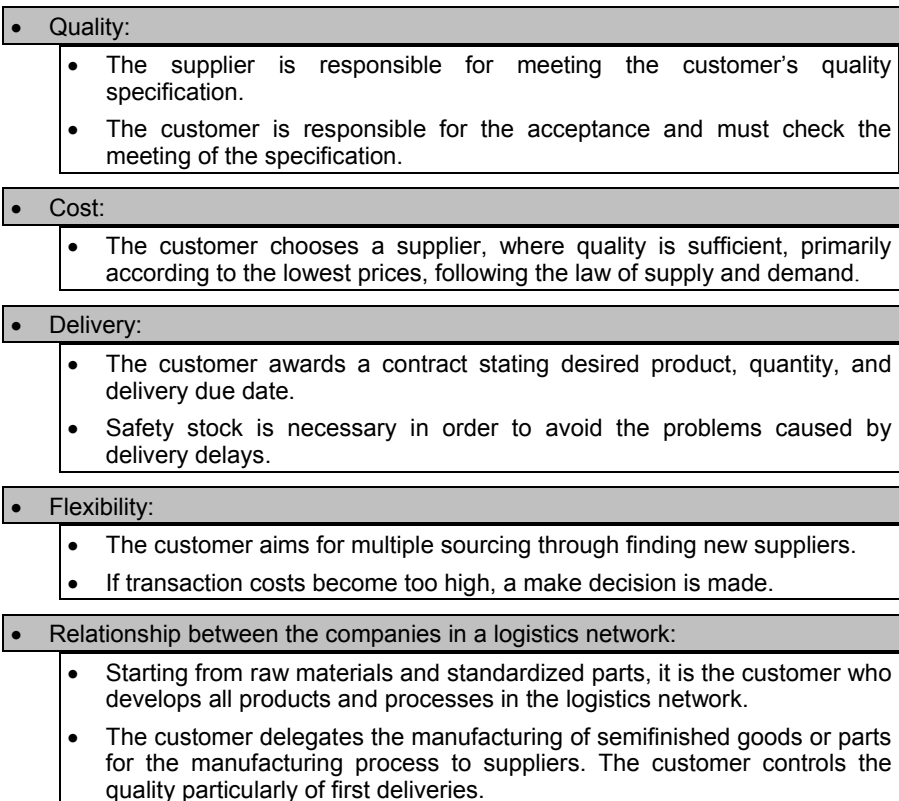 • Quality:
• The supplier is responsible for meeting the customer’s quality
specification.
• The customer is responsible for the acceptance and must check the
meeting of the specification.
• Cost:
• The customer chooses a supplier, where quality is sufficient, primarily
according to the lowest prices, following the law of supply and demand.
• Delivery:
• The customer awards a contract stating desired product, quantity, and
delivery due date.
• Safety stock is necessary in order to avoid the problems caused by
delivery delays.
• Flexibility:
• The customer aims for multiple sourcing through finding new suppliers.
• If transaction costs become too high, a make decision is made.
• Relationship between the companies in a logistics network:
• Starting from raw materials and standardized parts, it is the customer who
develops all products and processes in the logistics network.
• The customer delegates the manufacturing of semifinished goods or parts
for the manufacturing process to suppliers. The customer controls the
quality particularly of first deliveries.